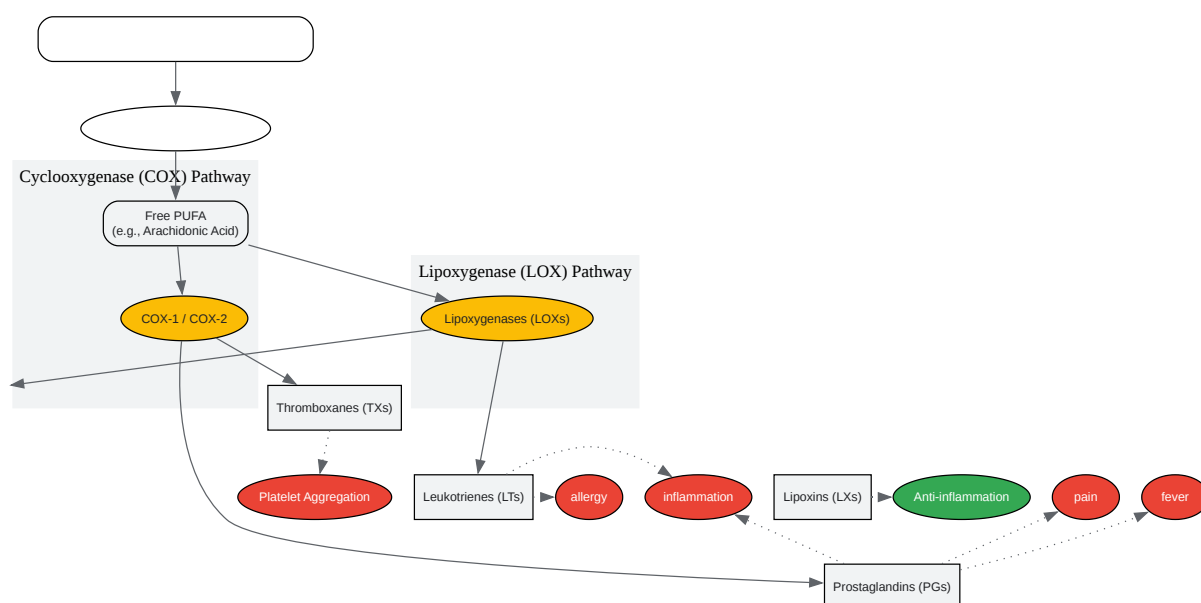 Cyclooxygenase (COX) Pathway
Free PUFA
(e.g., Arachidonic Acid)
Lipoxygenase (LOX) Pathway
COX-1 / COX-2
Lipoxygenases (LOXs)
Thromboxanes (TXs)
Platelet Aggregation
Leukotrienes (LTs)
allergy
inflammation
Lipoxins (LXs)
Anti-inflammation
pain
fever
Prostaglandins (PGs)